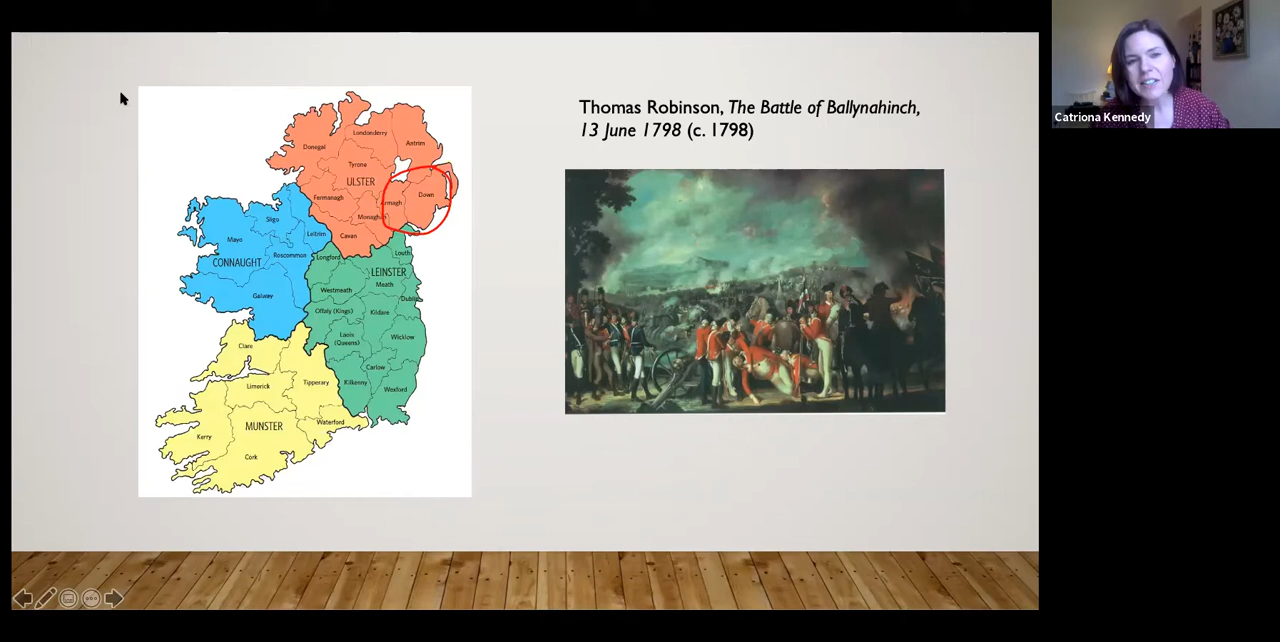 Thomas Robinson, The Battle of Ballynahinch,
13 June 1798 (c. 1798)
Catriona Kennedy
Londonderry
Donegal
Antrim
Tyrone
ULSTER
Down
Fermanagh
Armagh
Monaghan
Cavan
Sligo
Leitrim
Mayo
Roscommon
CONNAUGHT
Galway
Longford
Louth
LEINSTER
Meath
Westmeath
Dublin
Offaly (Kings)
Kildare
Laois
(Queens)
Wicklow
Carlow
Kilkenny
Wexford
Clare
Limerick
Tipperary
MUNSTER
Waterford
Kerry
Cork